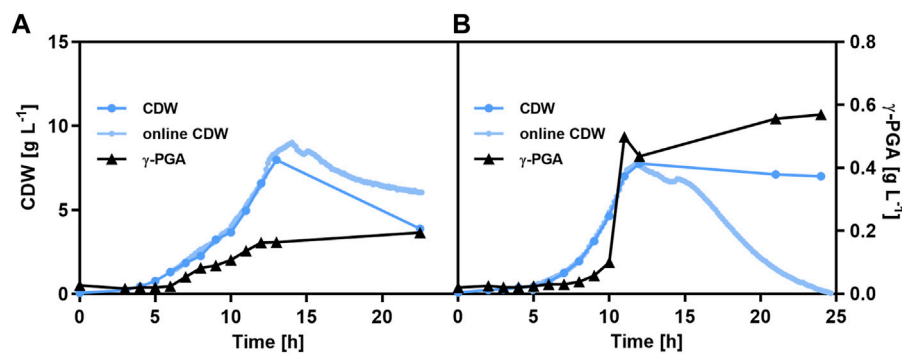 A
B
15
10
5
0
CDW [g L⁻¹]
CDW
online CDW
γ-PGA
0 5 10 15 20
Time [h]
CDW
online CDW
γ-PGA
0.8
0.6
0.4
0.2
0.0
γ-PGA [g L⁻¹]
0 5 10 15 20 25
Time [h]